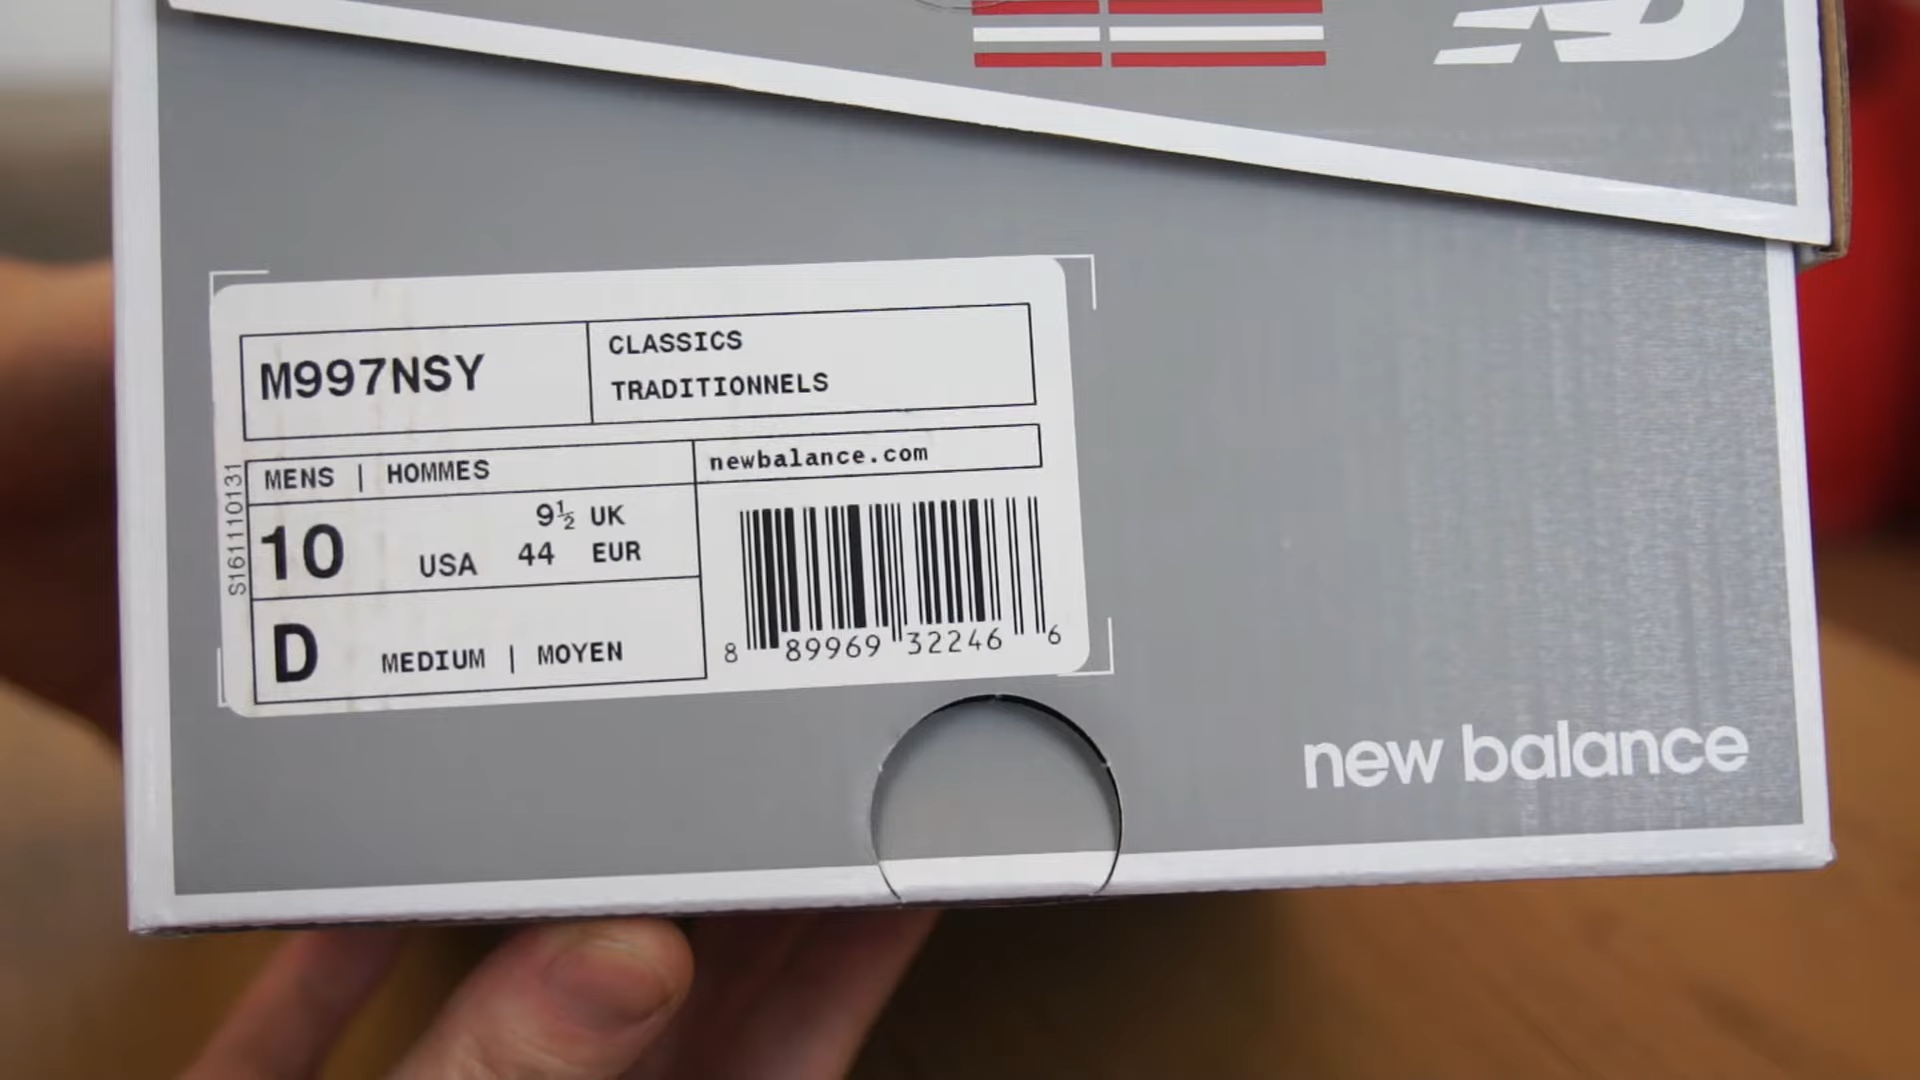 M997NSY
CLASSICS
TRADITIONNELS
MENS | HOMMES
newbalance.com
10 USA
9½ UK
44 EUR
D MEDIUM | MOYEN
S161110131
8 89969 32246 6
new balance